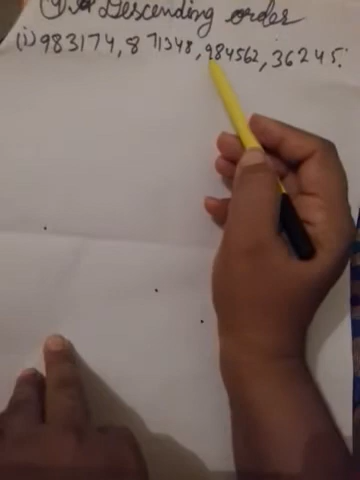 Descending order
(i) 983174, 871348, 984562, 36245.